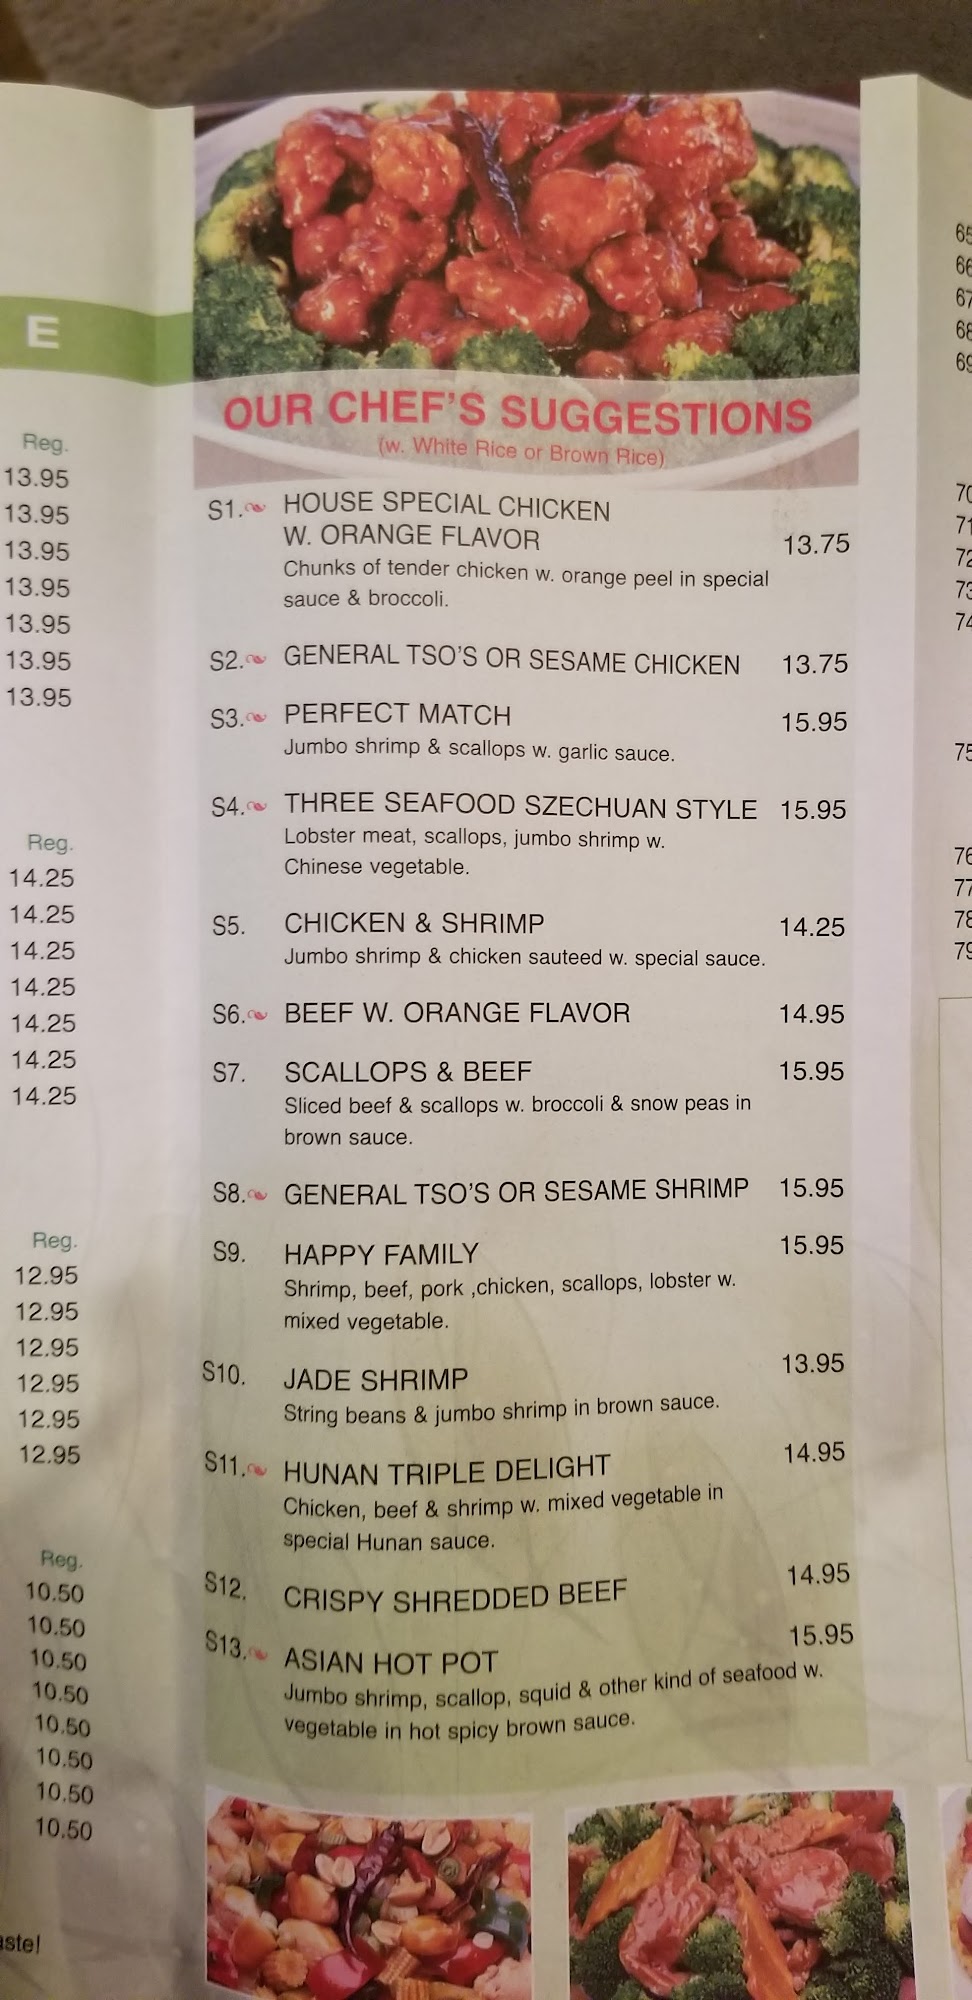 E
Reg.
13.95
13.95
13.95
13.95
13.95
13.95
13.95
Reg.
14.25
14.25
14.25
14.25
14.25
14.25
14.25
Reg.
12.95
12.95
12.95
12.95
12.95
12.95
Reg.
10.50
10.50
10.50
10.50
10.50
10.50
10.50
10.50
OUR CHEF'S SUGGESTIONS
(w. White Rice or Brown Rice)
S1. HOUSE SPECIAL CHICKEN
W. ORANGE FLAVOR 13.75
Chunks of tender chicken w. orange peel in special
sauce & broccoli.
S2. GENERAL TSO'S OR SESAME CHICKEN 13.75
S3. PERFECT MATCH 15.95
Jumbo shrimp & scallops w. garlic sauce.
S4. THREE SEAFOOD SZECHUAN STYLE 15.95
Lobster meat, scallops, jumbo shrimp w.
Chinese vegetable.
S5. CHICKEN & SHRIMP 14.25
Jumbo shrimp & chicken sauteed w. special sauce.
S6. BEEF W. ORANGE FLAVOR 14.95
S7. SCALLOPS & BEEF 15.95
Sliced beef & scallops w. broccoli & snow peas in
brown sauce.
S8. GENERAL TSO'S OR SESAME SHRIMP 15.95
S9. HAPPY FAMILY 15.95
Shrimp, beef, pork ,chicken, scallops, lobster w.
mixed vegetable.
S10. JADE SHRIMP 13.95
String beans & jumbo shrimp in brown sauce.
S11. HUNAN TRIPLE DELIGHT 14.95
Chicken, beef & shrimp w. mixed vegetable in
special Hunan sauce.
S12. CRISPY SHREDDED BEEF 14.95
S13. ASIAN HOT POT 15.95
Jumbo shrimp, scallop, squid & other kind of seafood w.
vegetable in hot spicy brown sauce.
70
71
72
73
74
75
76
77
78
79